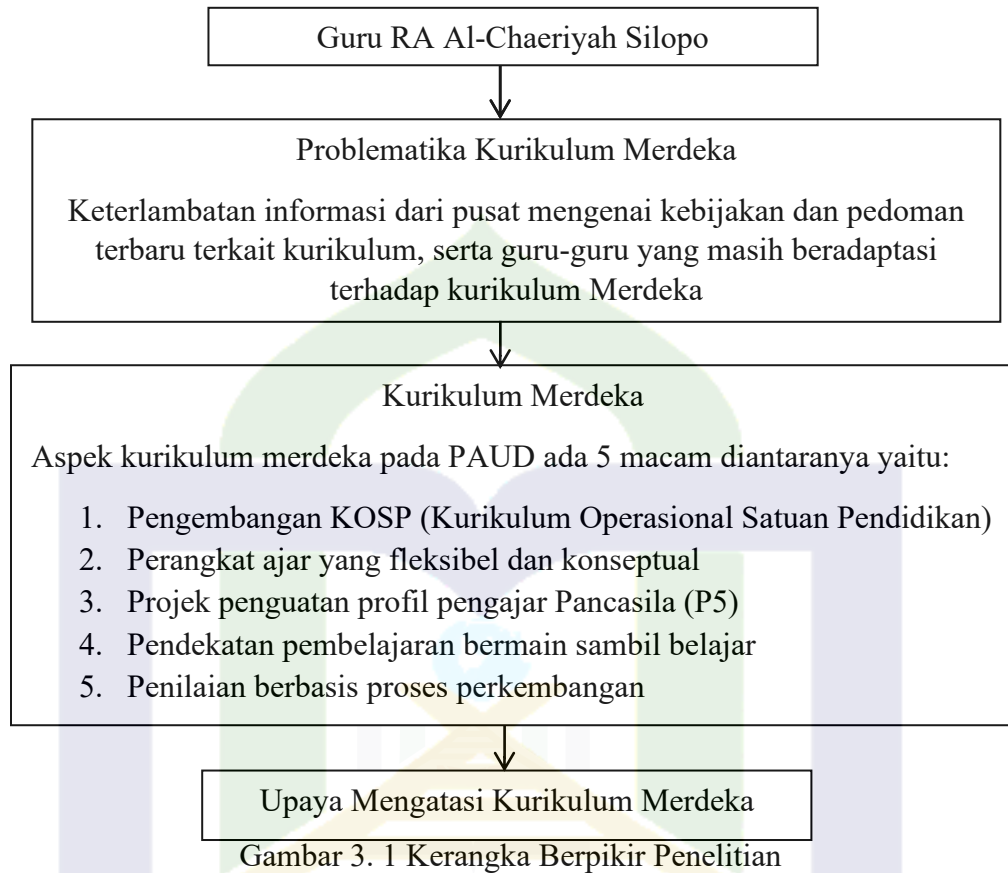 Guru RA Al-Chaeriyah Silopo
Problematika Kurikulum Merdeka
Keterlambatan informasi dari pusat mengenai kebijakan dan pedoman
terbaru terkait kurikulum, serta guru-guru yang masih beradaptasi
terhadap kurikulum Merdeka
Kurikulum Merdeka
Aspek kurikulum merdeka pada PAUD ada 5 macam diantaranya yaitu:
1. Pengembangan KOSP (Kurikulum Operasional Satuan Pendidikan)
2. Perangkat ajar yang fleksibel dan konseptual
3. Projek penguatan profil pengajar Pancasila (P5)
4. Pendekatan pembelajaran bermain sambil belajar
5. Penilaian berbasis proses perkembangan
Upaya Mengatasi Kurikulum Merdeka
Gambar 3. 1 Kerangka Berpikir Penelitian